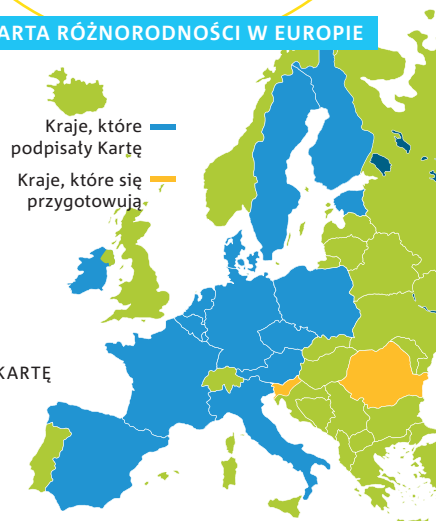 ARTA RÓŻNORODNOŚCI W EUROPIE
Kraje, które
podpisały Kartę
Kraje, które się
przygotowują
KARTĘ